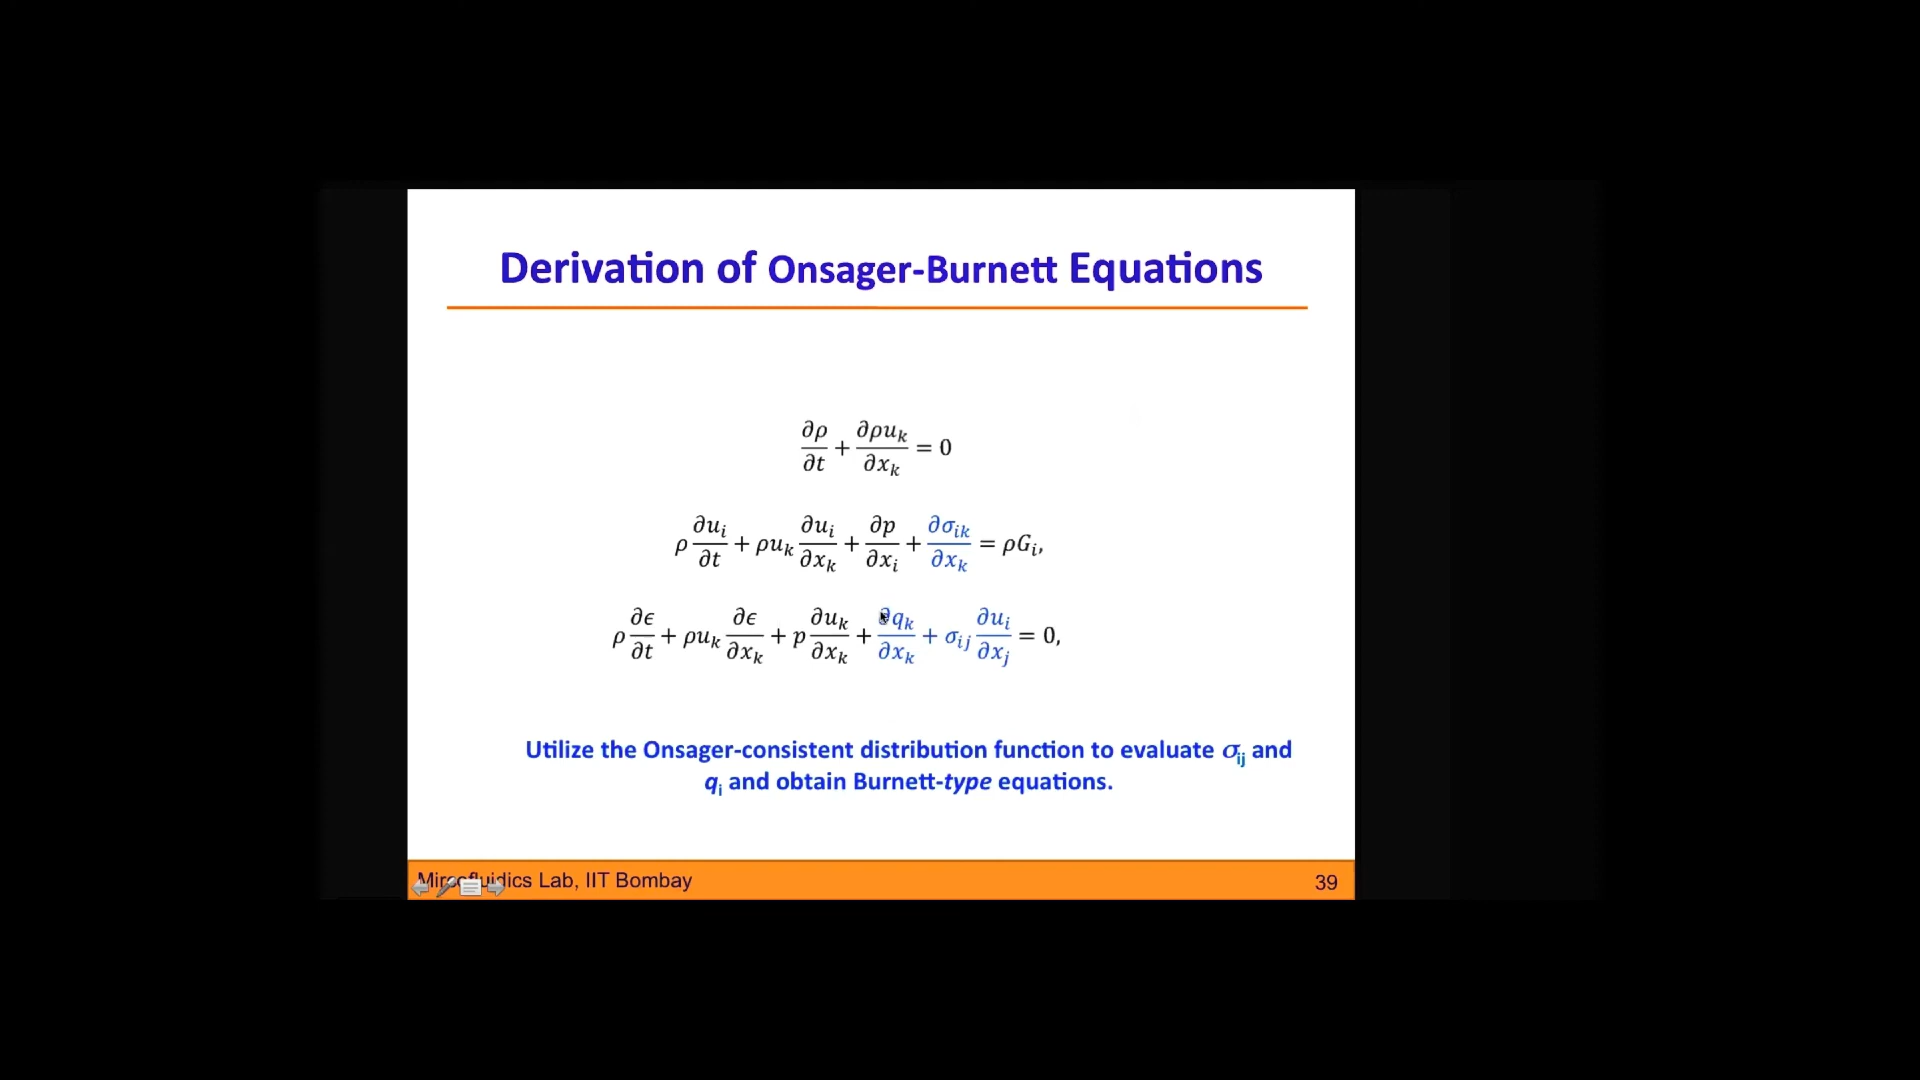 Derivation of Onsager-Burnett Equations
∂ρ/∂t + ∂ρu_k/∂x_k = 0
ρ ∂u_i/∂t + ρu_k ∂u_i/∂x_k + ∂p/∂x_i + ∂σ_ik/∂x_k = ρG_i,
ρ ∂ϵ/∂t + ρu_k ∂ϵ/∂x_k + p ∂u_k/∂x_k + ∂q_k/∂x_k + σ_ij ∂u_i/∂x_j = 0,
Utilize the Onsager-consistent distribution function to evaluate σ_ij and
q_i and obtain Burnett-type equations.
Lab, IIT Bombay
39